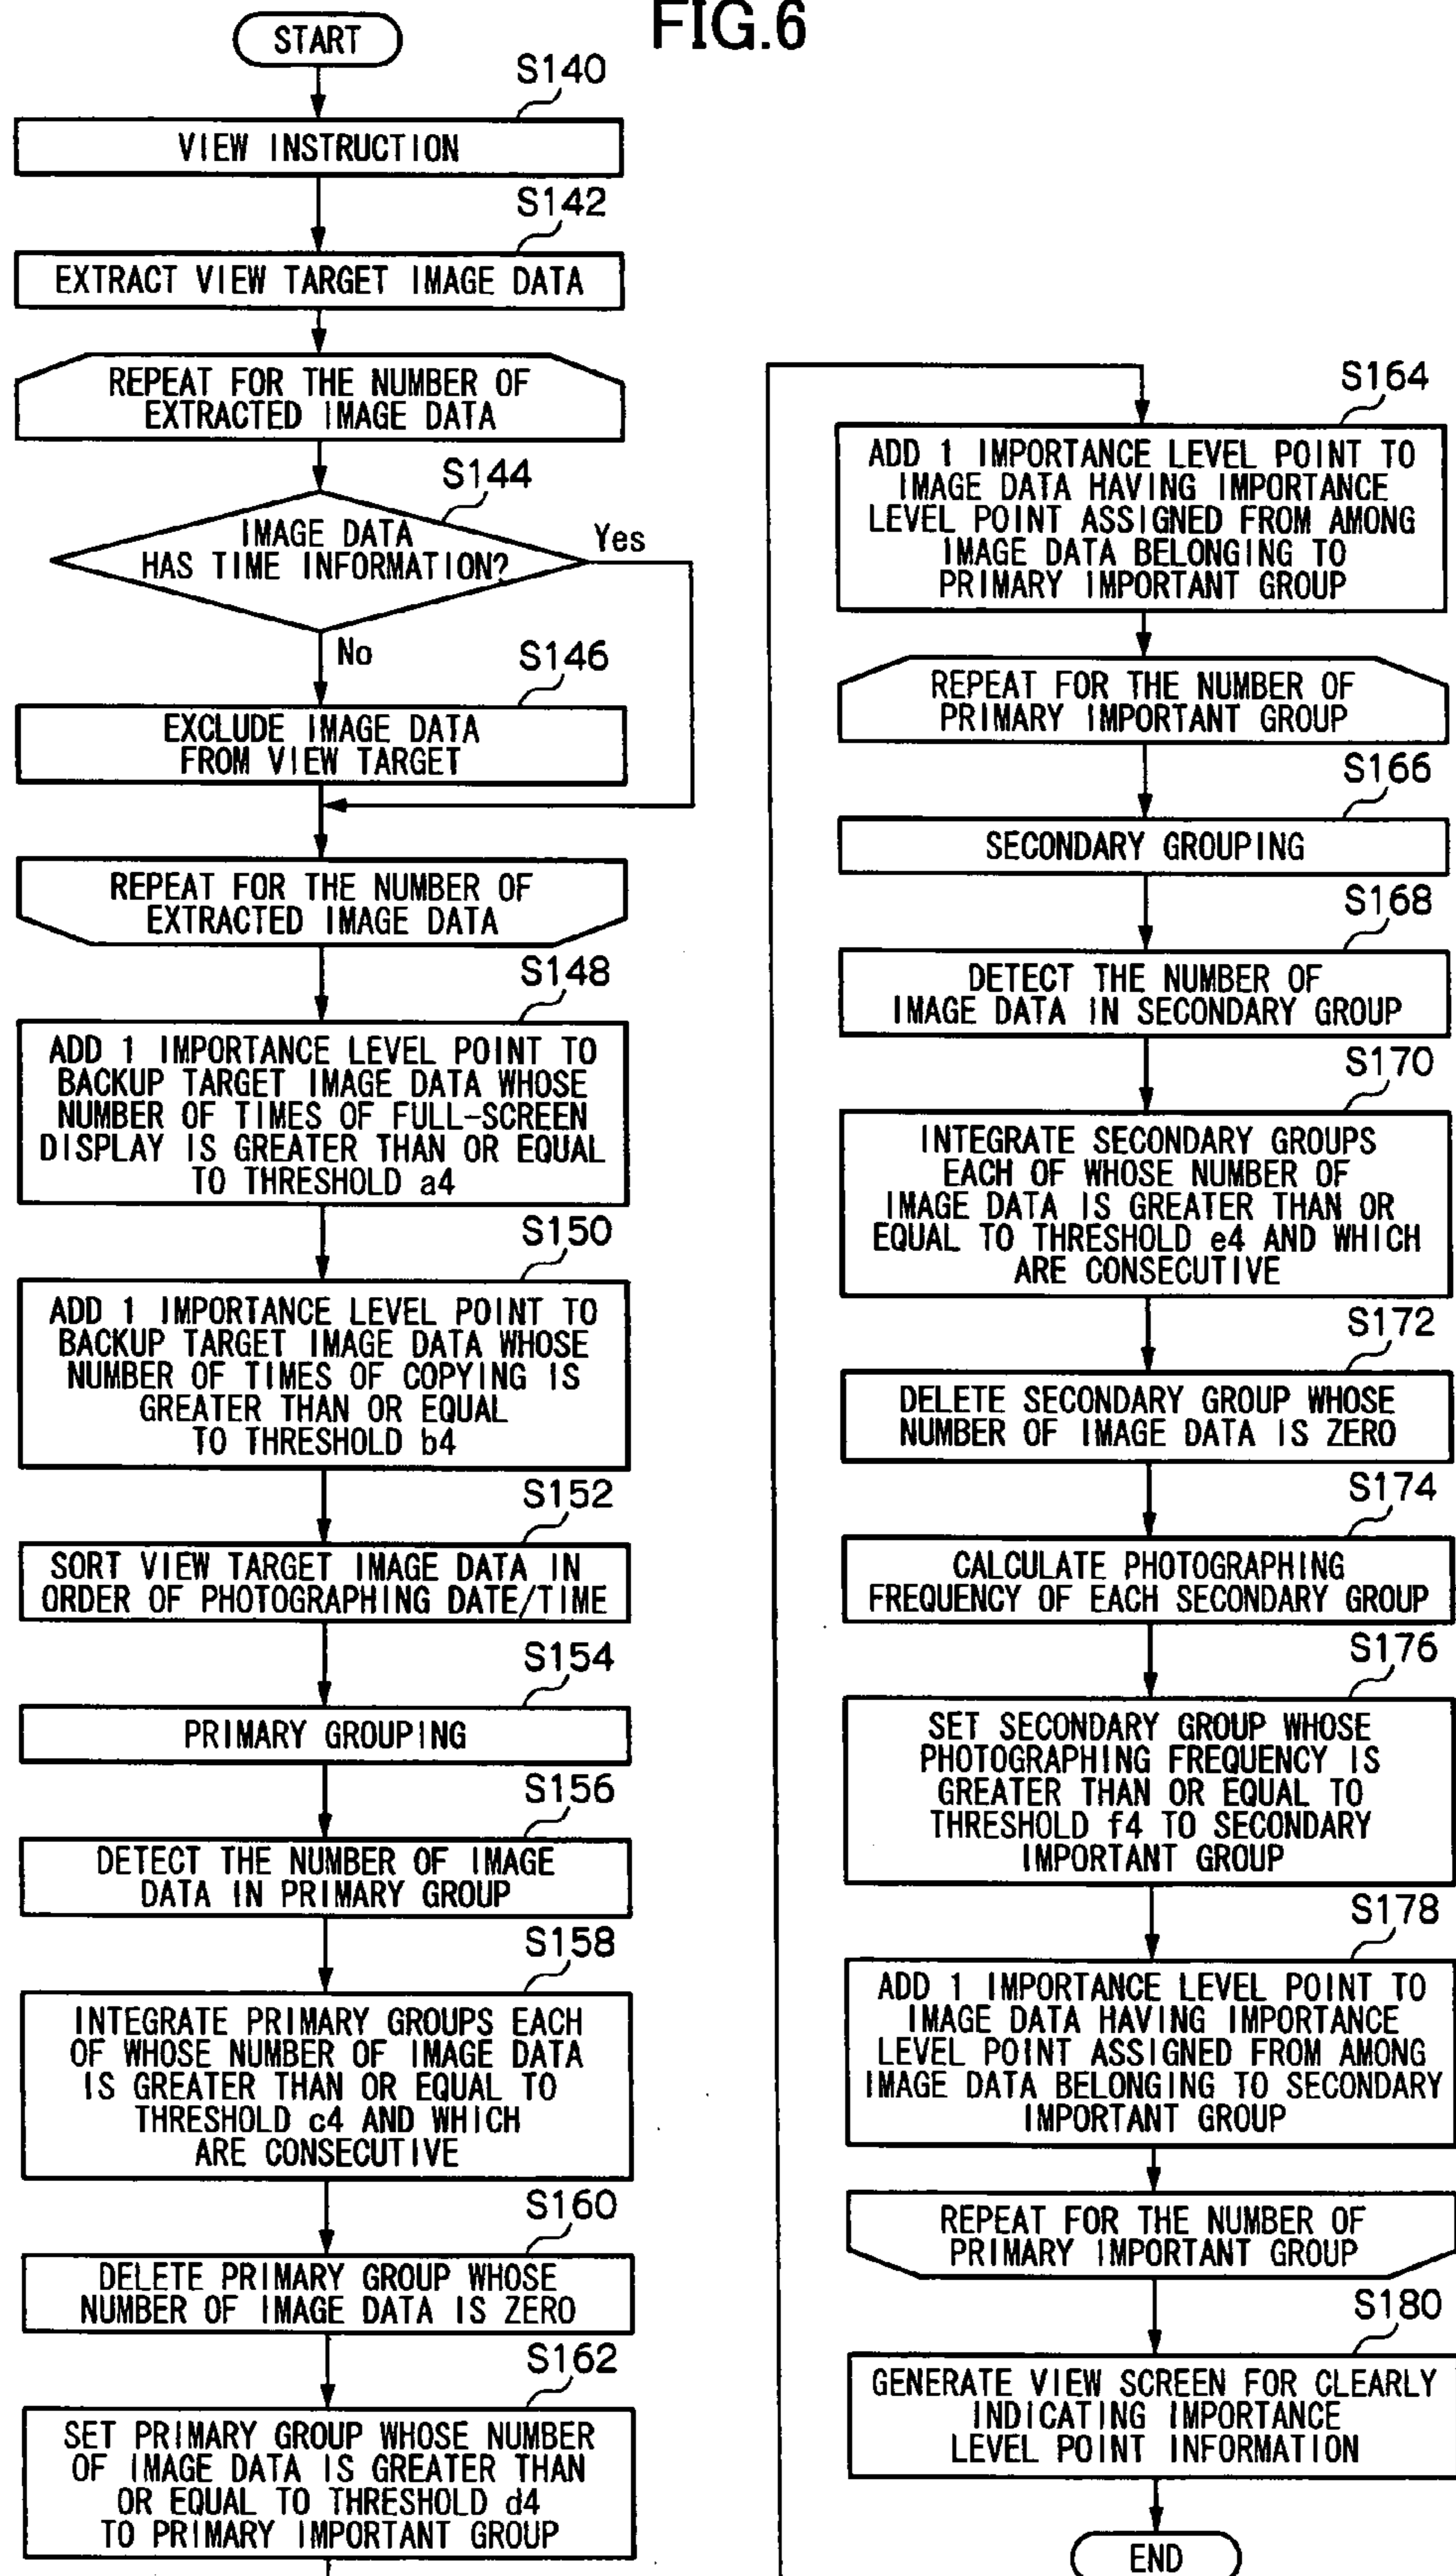 FIG.6
START
S140
VIEW INSTRUCTION
S142
EXTRACT VIEW TARGET IMAGE DATA
REPEAT FOR THE NUMBER OF
EXTRACTED IMAGE DATA
S144
IMAGE DATA
HAS TIME INFORMATION?
Yes
No
S146
EXCLUDE IMAGE DATA
FROM VIEW TARGET
REPEAT FOR THE NUMBER OF
EXTRACTED IMAGE DATA
S148
ADD 1 IMPORTANCE LEVEL POINT TO
BACKUP TARGET IMAGE DATA WHOSE
NUMBER OF TIMES OF FULL-SCREEN
DISPLAY IS GREATER THAN OR EQUAL
TO THRESHOLD a4
S150
ADD 1 IMPORTANCE LEVEL POINT TO
BACKUP TARGET IMAGE DATA WHOSE
NUMBER OF TIMES OF COPYING IS
GREATER THAN OR EQUAL
TO THRESHOLD b4
S152
SORT VIEW TARGET IMAGE DATA IN
ORDER OF PHOTOGRAPHING DATE/TIME
S154
PRIMARY GROUPING
S156
DETECT THE NUMBER OF IMAGE
DATA IN PRIMARY GROUP
S158
INTEGRATE PRIMARY GROUPS EACH
OF WHOSE NUMBER OF IMAGE DATA
IS GREATER THAN OR EQUAL TO
THRESHOLD c4 AND WHICH
ARE CONSECUTIVE
S160
DELETE PRIMARY GROUP WHOSE
NUMBER OF IMAGE DATA IS ZERO
S162
SET PRIMARY GROUP WHOSE NUMBER
OF IMAGE DATA IS GREATER THAN
OR EQUAL TO THRESHOLD d4
TO PRIMARY IMPORTANT GROUP
S164
ADD 1 IMPORTANCE LEVEL POINT TO
IMAGE DATA HAVING IMPORTANCE
LEVEL POINT ASSIGNED FROM AMONG
IMAGE DATA BELONGING TO
PRIMARY IMPORTANT GROUP
REPEAT FOR THE NUMBER OF
PRIMARY IMPORTANT GROUP
S166
SECONDARY GROUPING
S168
DETECT THE NUMBER OF
IMAGE DATA IN SECONDARY GROUP
S170
INTEGRATE SECONDARY GROUPS
EACH OF WHOSE NUMBER OF
IMAGE DATA IS GREATER THAN OR
EQUAL TO THRESHOLD e4 AND WHICH
ARE CONSECUTIVE
S172
DELETE SECONDARY GROUP WHOSE
NUMBER OF IMAGE DATA IS ZERO
S174
CALCULATE PHOTOGRAPHING
FREQUENCY OF EACH SECONDARY GROUP
S176
SET SECONDARY GROUP WHOSE
PHOTOGRAPHING FREQUENCY IS
GREATER THAN OR EQUAL TO
THRESHOLD f4 TO SECONDARY
IMPORTANT GROUP
S178
ADD 1 IMPORTANCE LEVEL POINT TO
IMAGE DATA HAVING IMPORTANCE
LEVEL POINT ASSIGNED FROM AMONG
IMAGE DATA BELONGING TO SECONDARY
IMPORTANT GROUP
REPEAT FOR THE NUMBER OF
PRIMARY IMPORTANT GROUP
S180
GENERATE VIEW SCREEN FOR CLEARLY
INDICATING IMPORTANCE
LEVEL POINT INFORMATION
END